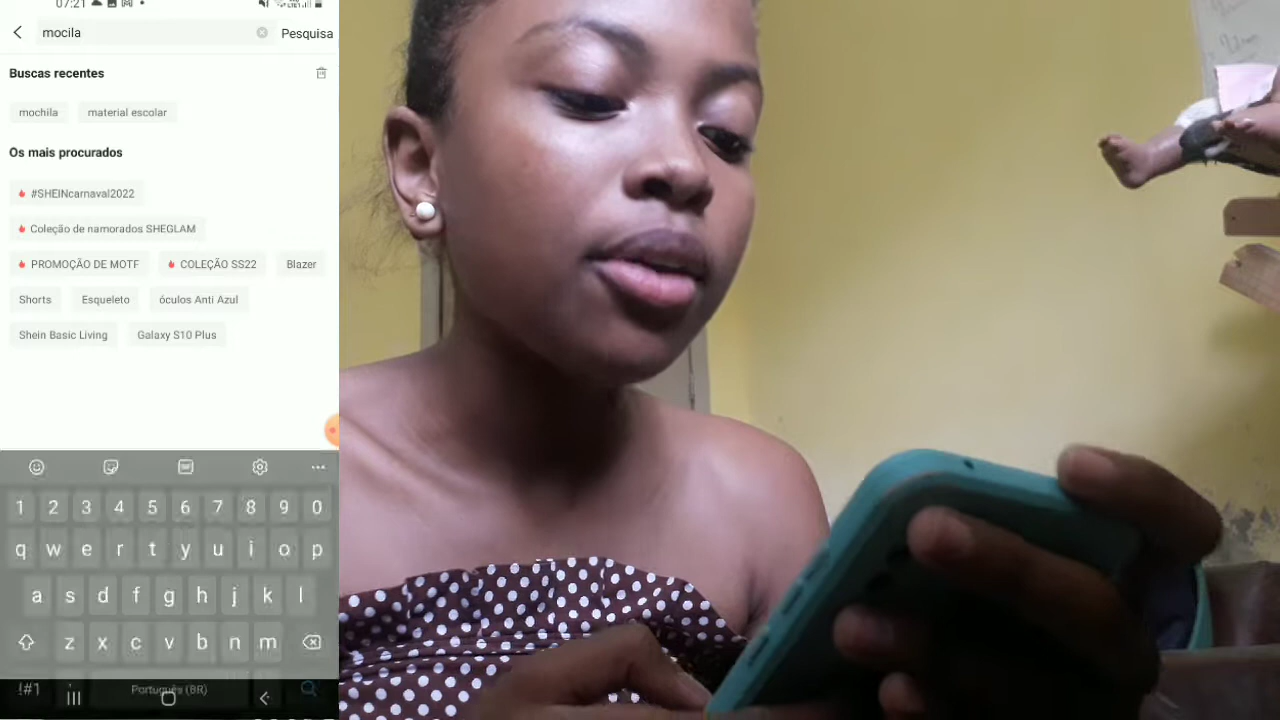 07:21
mocila
Pesquisa
Buscas recentes
mochila material escolar
Os mais procurados
#SHEINcarnaval2022
Coleção de namorados SHEGLAM
PROMOÇÃO DE MOTF COLEÇÃO SS22 Blazer
Shorts Esqueleto óculos Anti Azul
Shein Basic Living Galaxy S10 Plus
1 2 3 4 5 6 7 8 9 0
q w e r t y u i o p
a s d f g h j k l
z x c v b n m
!#1 Português (BR)